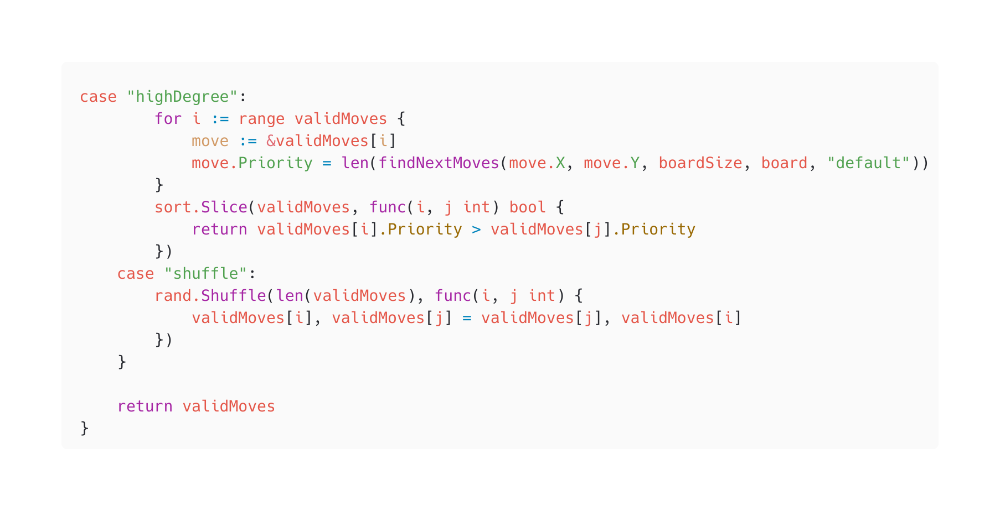 case "highDegree":
        for i := range validMoves {
            move := &validMoves[i]
            move.Priority = len(findNextMoves(move.X, move.Y, boardSize, board, "default"))
        }
        sort.Slice(validMoves, func(i, j int) bool {
            return validMoves[i].Priority > validMoves[j].Priority
        })
    case "shuffle":
        rand.Shuffle(len(validMoves), func(i, j int) {
            validMoves[i], validMoves[j] = validMoves[j], validMoves[i]
        })
    }

    return validMoves
}